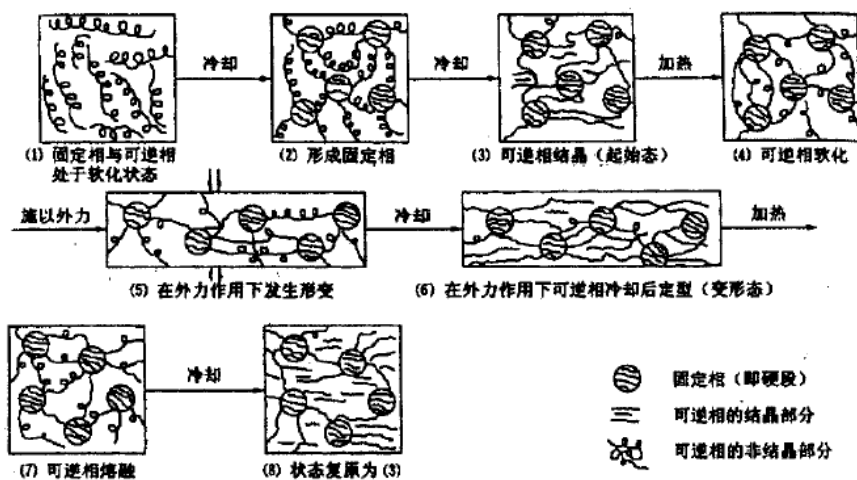 冷却
冷却
加热
(1) 固定相与可逆相
处于软化状态
(2) 形成固定相
(3) 可逆相结晶(起始态)
(4) 可逆相软化
施以外力
冷却
加热
(5) 在外力作用下发生形变
(6) 在外力作用下可逆相冷却后定型(变形态)
冷却
固定相(即硬段)
可逆相的结晶部分
可逆相的非结晶部分
(7) 可逆相熔融
(8) 状态复原为(3)